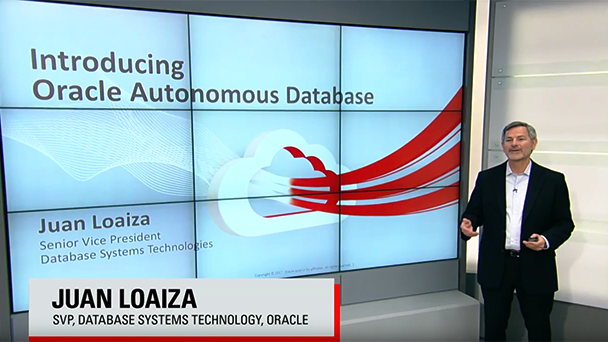 Introducing
Oracle Autonomous Database
Juan Loaiza
Senior Vice President
Database Systems Technologies
JUAN LOAIZA
SVP, DATABASE SYSTEMS TECHNOLOGY, ORACLE